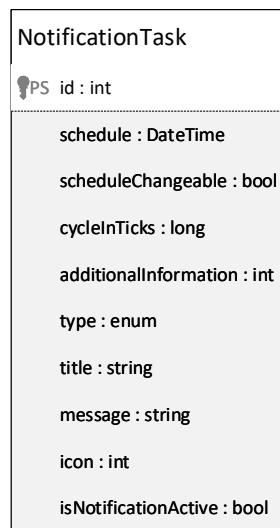 NotificationTask
PS id : int
schedule : DateTime
scheduleChangeable : bool
cycleInTicks : long
additionalInformation : int
type : enum
title : string
message : string
icon : int
isNotificationActive : bool